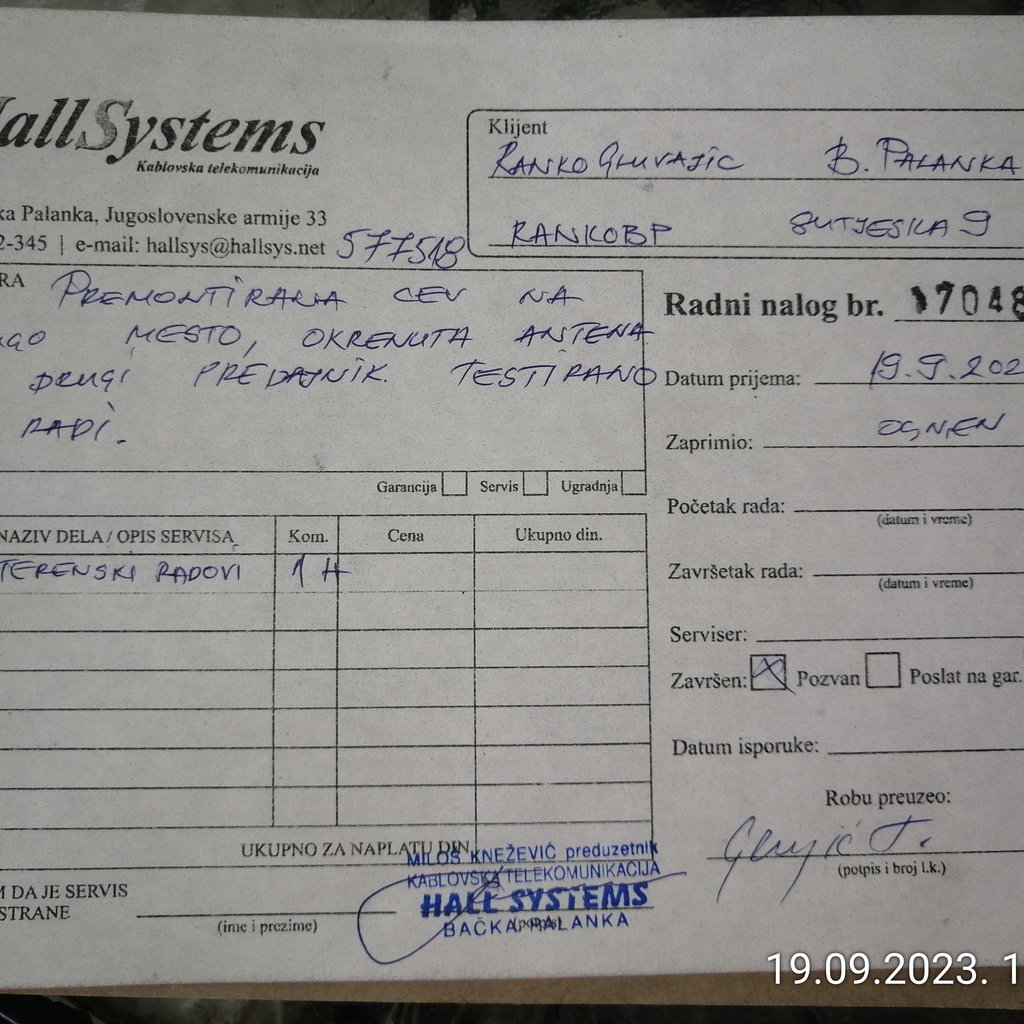 HallSystems
Kablovska telekomunikacija
ka Palanka, Jugoslovenske armije 33
2-345 | e-mail: hallsys@hallsys.net 577518
Klijent
RANKO GLUVAJIC B. PALANKA
RANKOBP SUTJESKA 9
RA PREMONTIRANA CEV NA
UGO MESTO, OKRENUTA ANTENA
DRUGI PREDAJNIK. TESTIRANO
RADI.
Garancija Servis Ugradnja
Radni nalog br. 17048
Datum prijema: 19.9.202
Zaprimio: OGNJEN
Početak rada:
(datum i vreme)
Završetak rada:
(datum i vreme)
Serviser:
Završen: X Pozvan Poslat na gar.
Datum isporuke:
Robu preuzeo:
(potpis i broj l.k.)
NAZIV DELA / OPIS SERVISA Kom. Cena Ukupno din.
TERENSKI RADOVI 1 H
UKUPNO ZA NAPLATU DIN.
MILOŠ KNEŽEVIĆ preduzetnik
KABLOVSKA TELEKOMUNIKACIJA
HALL SYSTEMS
BAČKA PALANKA
M DA JE SERVIS
STRANE
(ime i prezime) (potpis)
19.09.2023. 1